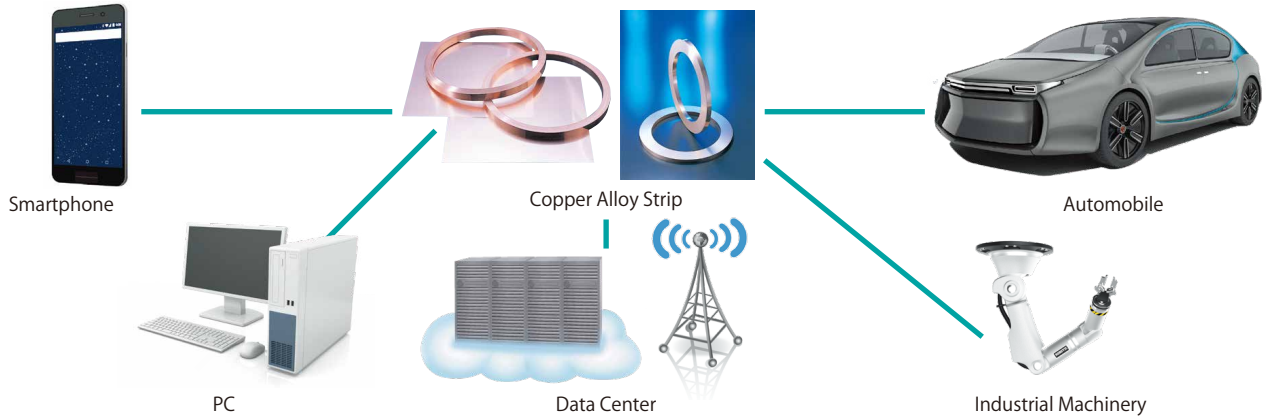 Smartphone
Copper Alloy Strip
Automobile
PC
Data Center
Industrial Machinery